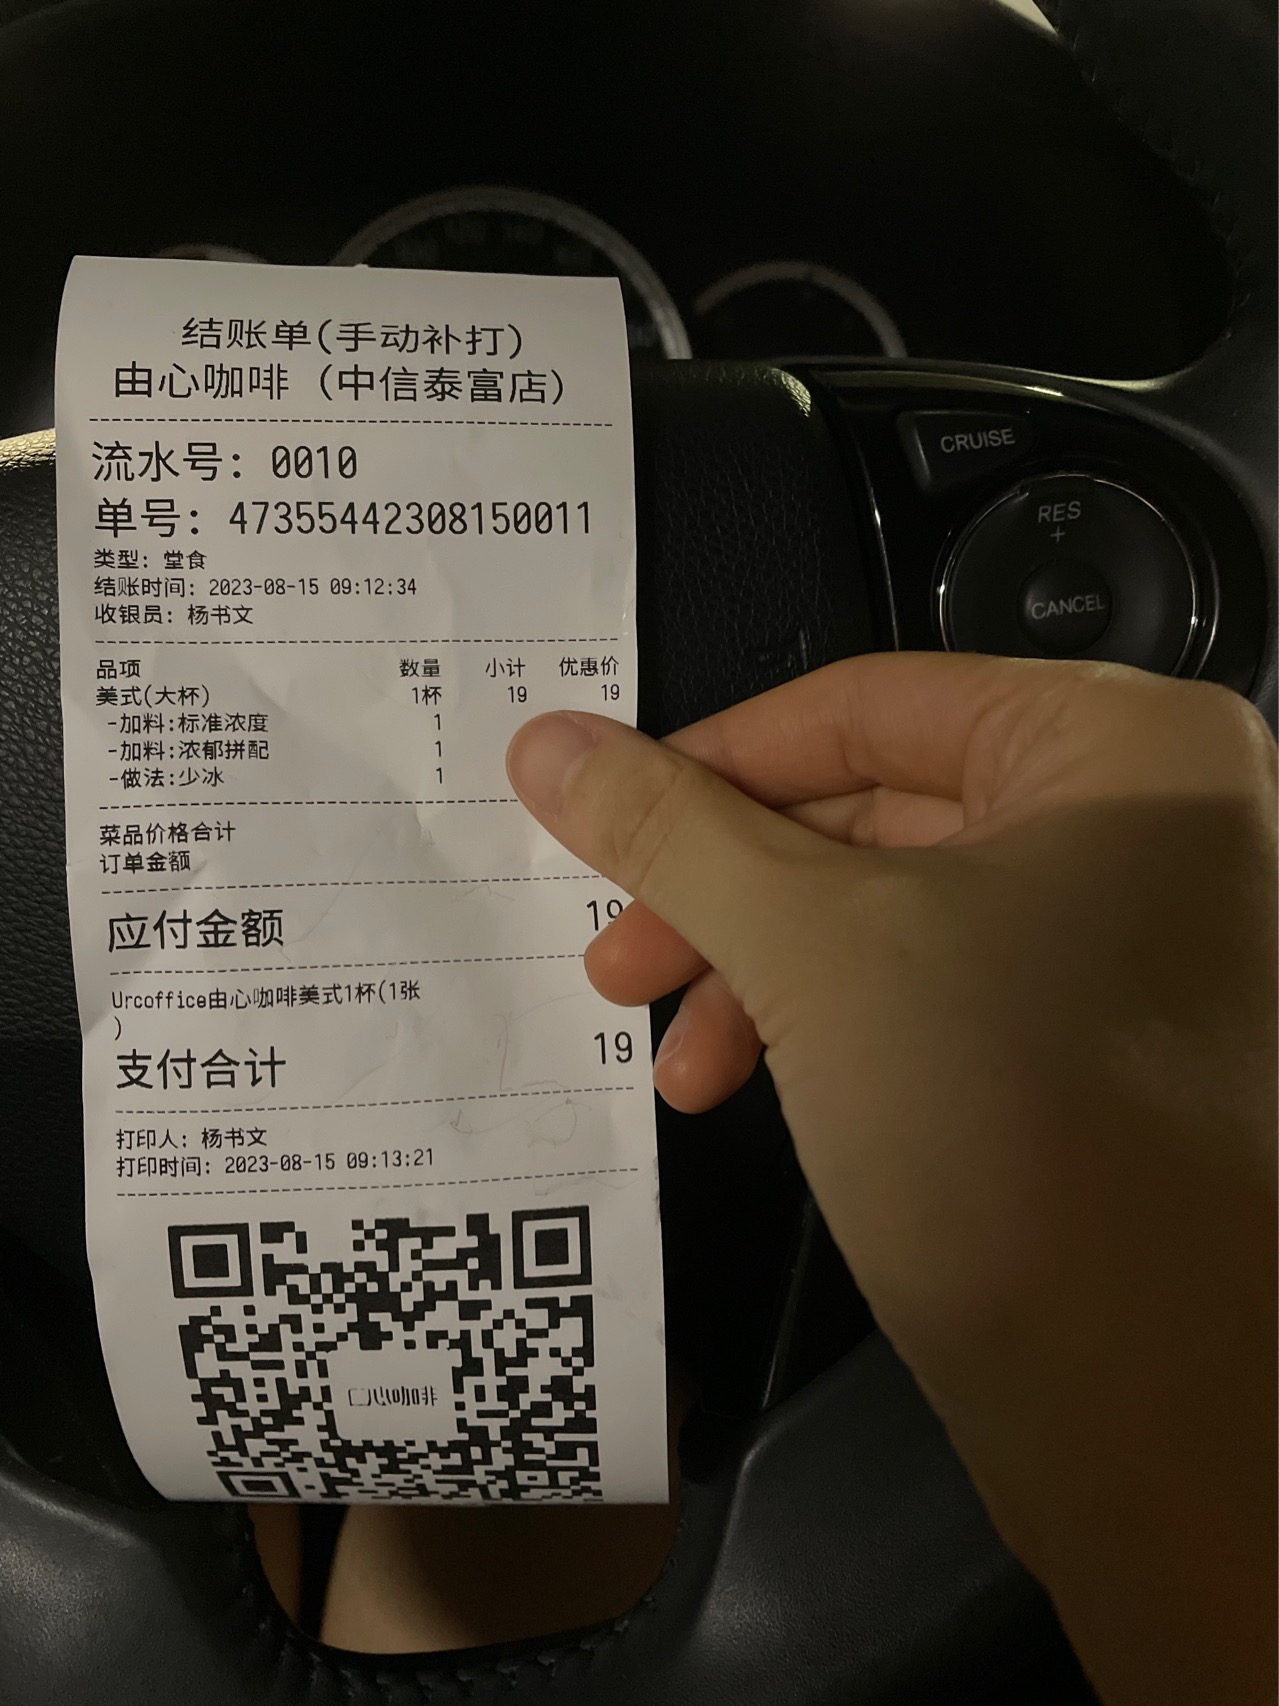 结账单(手动补打)
由心咖啡（中信泰富店）
流水号: 0010
单号: 47355442308150011
类型: 堂食
结账时间: 2023-08-15 09:12:34
收银员: 杨书文
品项 数量 小计 优惠价
美式(大杯) 1杯 19 19
-加料:标准浓度 1
-加料:浓郁拼配 1
-做法:少冰 1
菜品价格合计
订单金额
应付金额 19
Urcoffice由心咖啡美式1杯(1张
)
支付合计 19
打印人: 杨书文
打印时间: 2023-08-15 09:13:21
心咖啡
CRUISE
RES
+
CANCEL